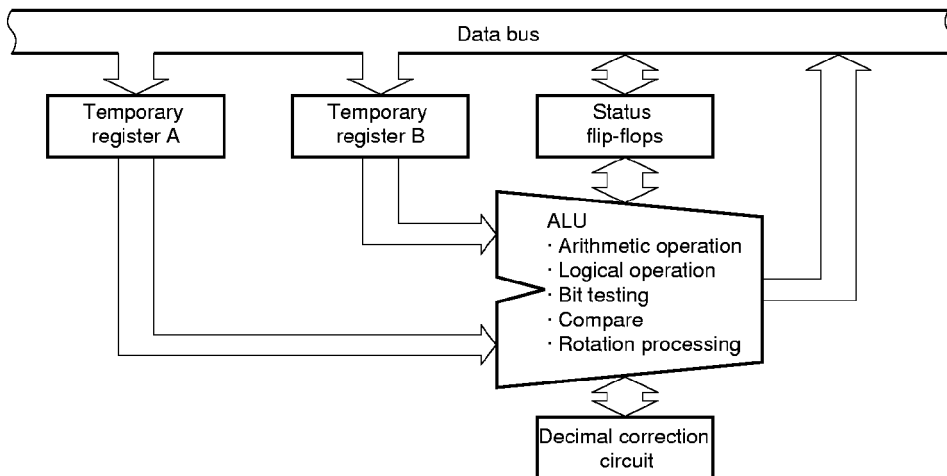 Data bus
Temporary
register A
Temporary
register B
Status
flip-flops
ALU
· Arithmetic operation
· Logical operation
· Bit testing
· Compare
· Rotation processing
Decimal correction
circuit